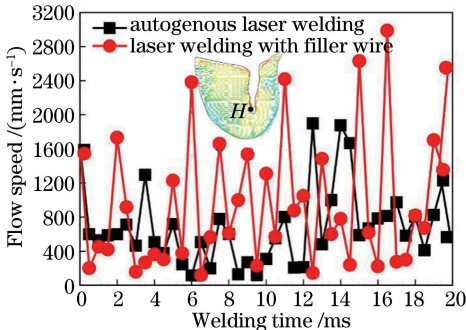 autogenous laser welding
laser welding with filler wire
H
Flow speed /(mm·s⁻¹)
3200
2800
2400
2000
1600
1200
800
400
0
0 2 4 6 8 10 12 14 16 18 20
Welding time /ms